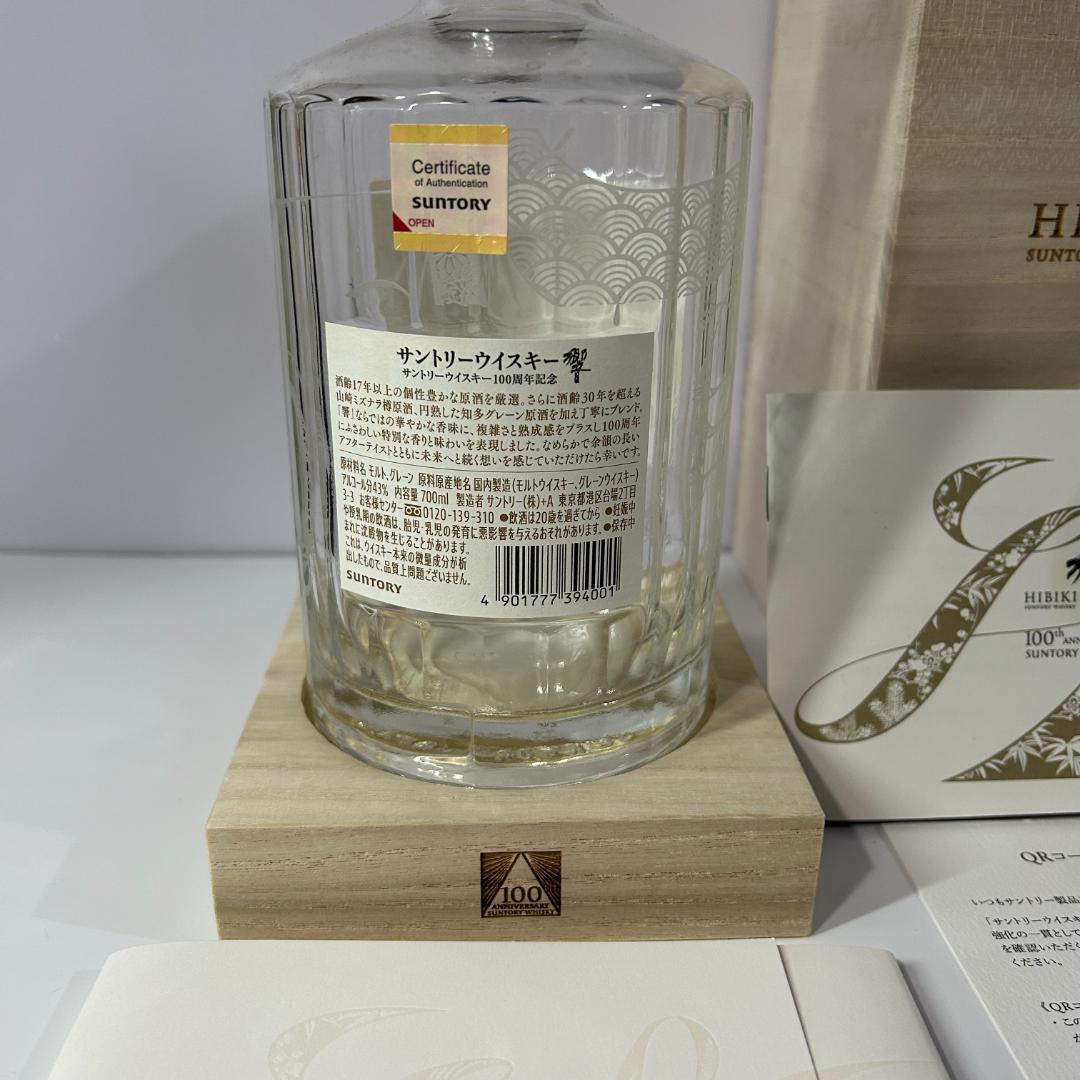 Certificate
of Authentication
SUNTORY
OPEN
サントリーウイスキー 響
サントリーウイスキー100周年記念
酒齢17年以上の個性豊かな原酒を厳選。さらに酒齢30年を超える
山崎ミズナラ樽原酒、円熟した知多グレーン原酒を加え丁寧にブレンド。
「響」ならではの華やかな香味に、複雑さと熟成感をプラスし100周年
にふさわしい特別な香りと味わいを表現しました。なめらかで余韻の長い
アフターテイストとともに未来へと続く想いを感じていただけたら幸いです。
原材料名 モルト、グレーン 原料原産地名 国内製造(モルトウイスキー、グレーンウイスキー)
アルコール分43% 内容量 700ml 製造者 サントリー(株)+A 東京都港区台場2丁目
3-3 お客様センター 0120-139-310 ●飲酒は20歳を過ぎてから ●妊娠中
や授乳期の飲酒は、胎児・乳児の発育に悪影響を与えるおそれがあります。●保存中
まれに沈殿物を生じることがあります。
これは、ウイスキー本来の微量成分が析
出したもので、品質上問題ございません。
SUNTORY
4 901777 394001
100th
ANNIVERSARY
SUNTORY WHISKY
HI
SUNTO
HIBIKI
SUNTORY WHISKY
100th ANN
SUNTORY
QRコー
いつもサントリー製品
「サントリーウイスキ
強化の一貫として
を確認いただく
ください。
《QRコ
・この